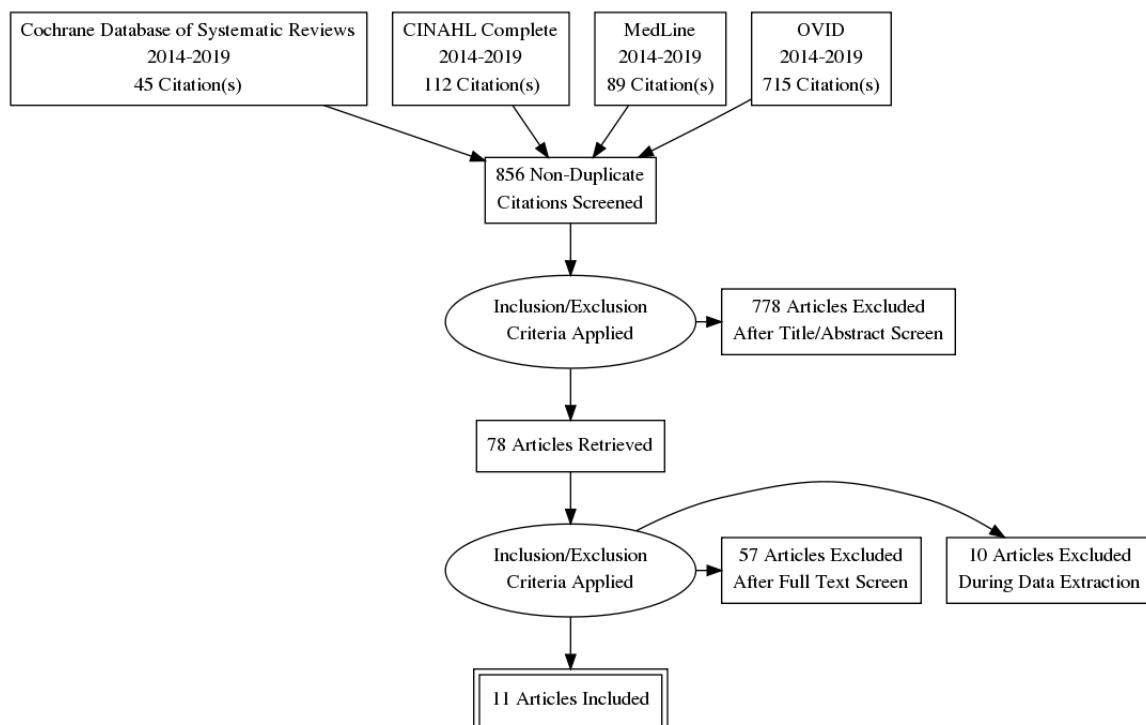 Cochrane Database of Systematic Reviews
2014-2019
45 Citation(s)
CINAHL Complete
2014-2019
112 Citation(s)
MedLine
2014-2019
89 Citation(s)
OVID
2014-2019
715 Citation(s)
856 Non-Duplicate
Citations Screened
Inclusion/Exclusion
Criteria Applied
778 Articles Excluded
After Title/Abstract Screen
78 Articles Retrieved
Inclusion/Exclusion
Criteria Applied
57 Articles Excluded
After Full Text Screen
10 Articles Excluded
During Data Extraction
11 Articles Included